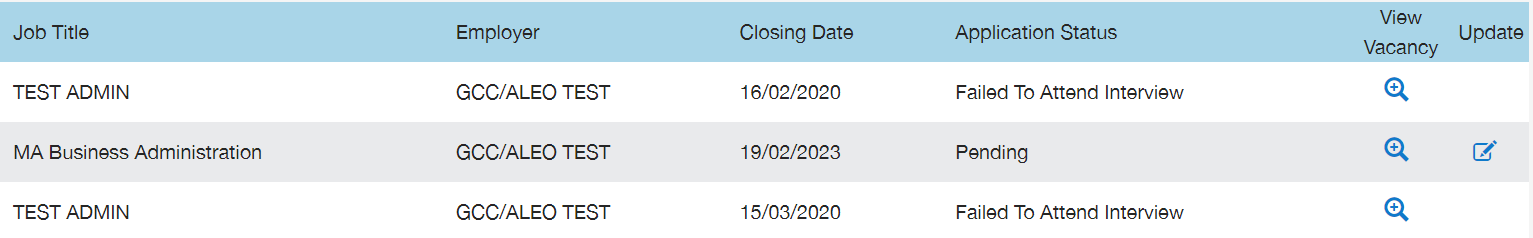 Job Title Employer Closing Date Application Status View Vacancy Update
TEST ADMIN GCC/ALEO TEST 16/02/2020 Failed To Attend Interview
MA Business Administration GCC/ALEO TEST 19/02/2023 Pending
TEST ADMIN GCC/ALEO TEST 15/03/2020 Failed To Attend Interview